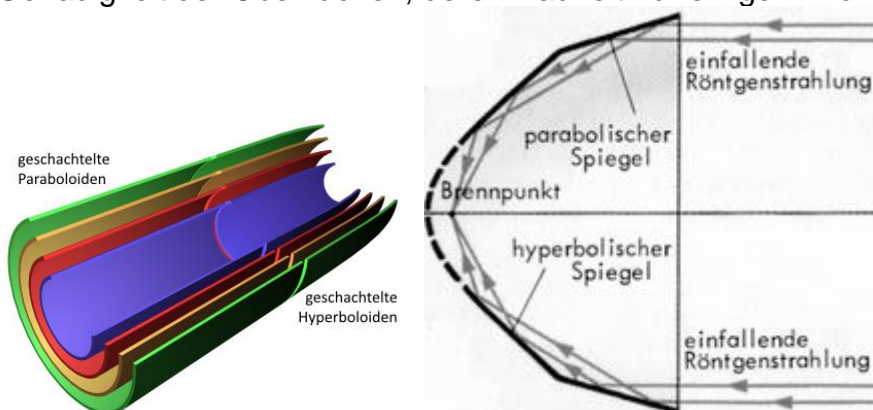 geschachtelte
Paraboloiden
geschachtelte
Hyperboloiden
einfallende
Röntgenstrahlung
parabolischer
Spiegel
Brennpunkt
hyperbolischer
Spiegel
einfallende
Röntgenstrahlung